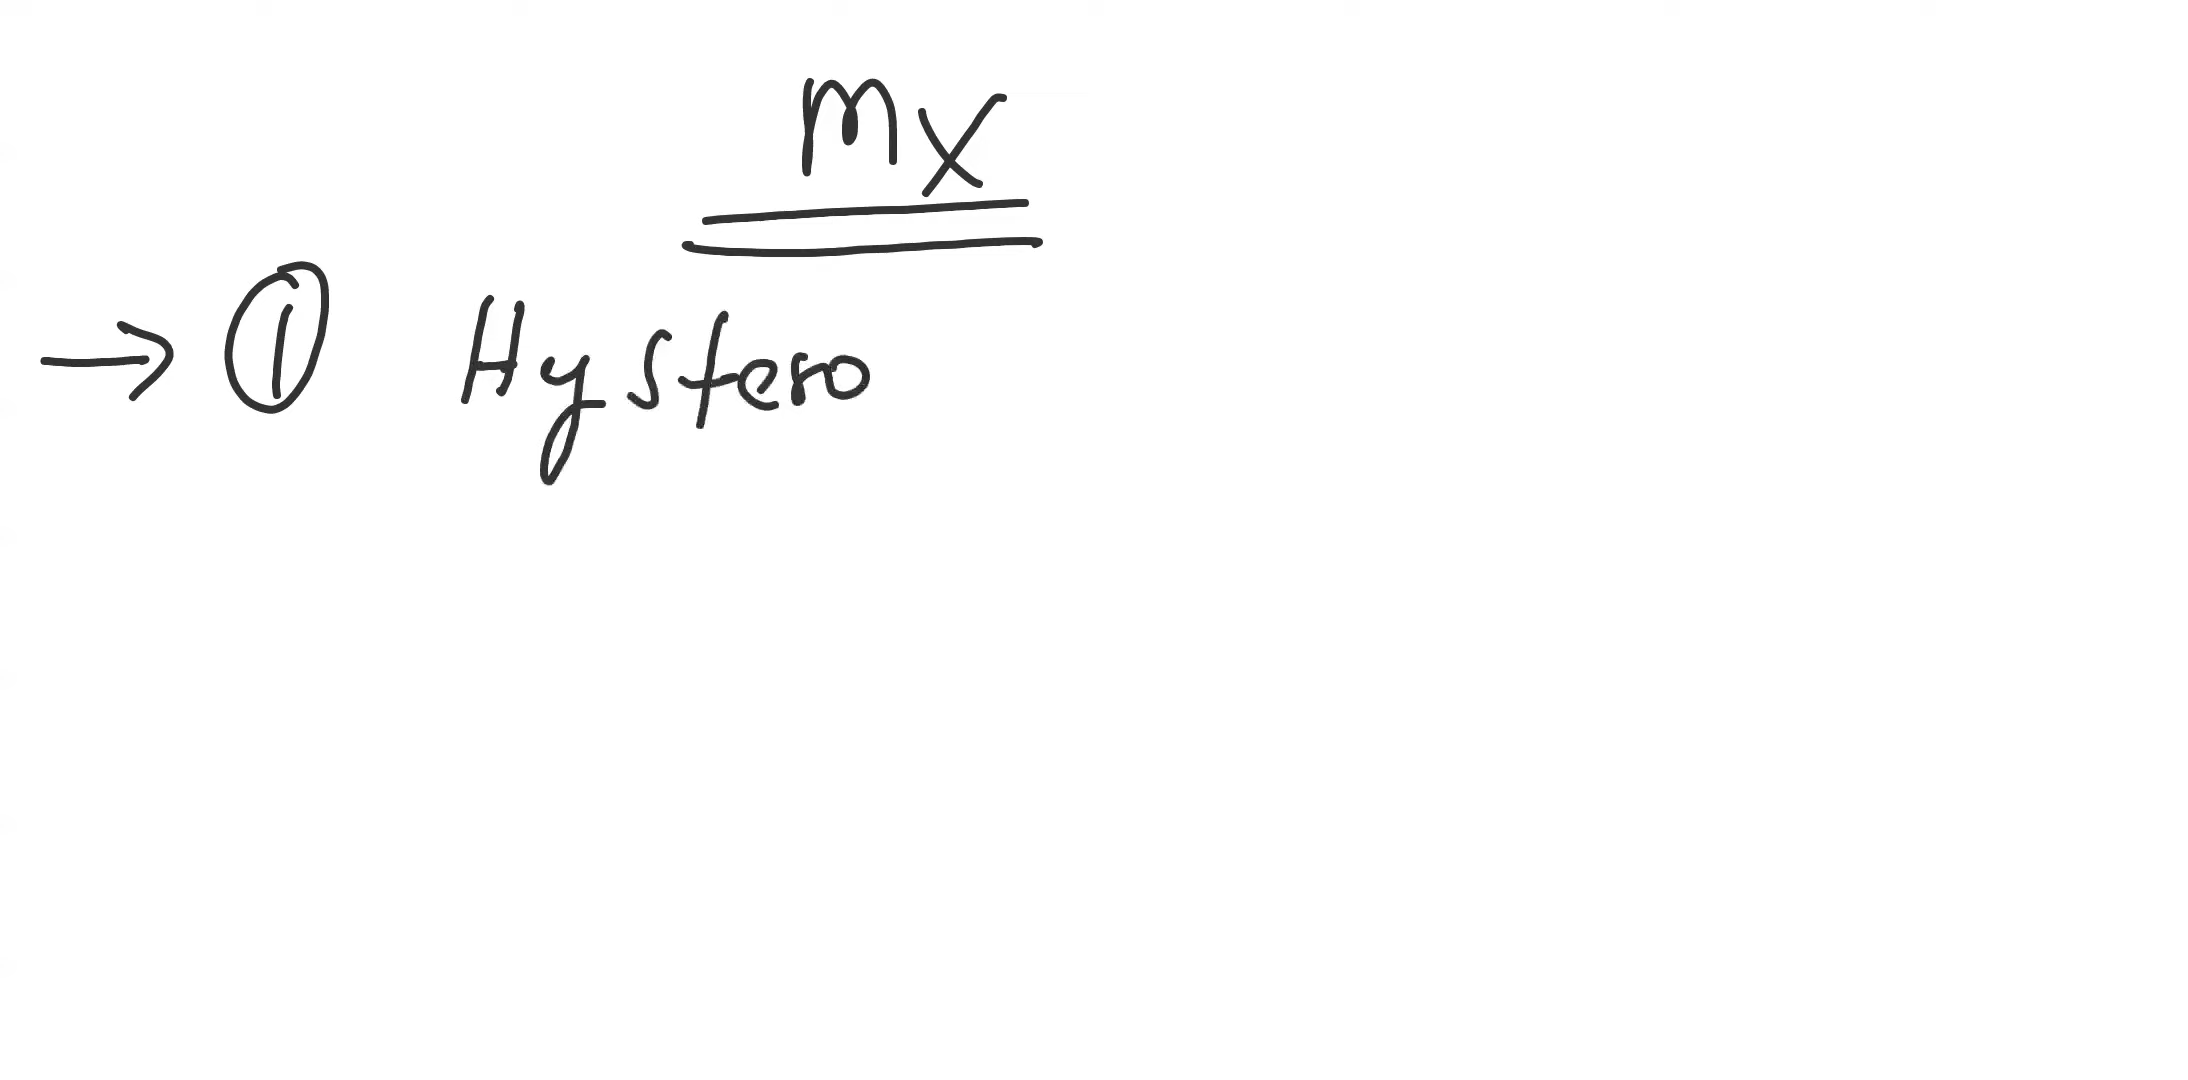 Mx
→ ① Hystero